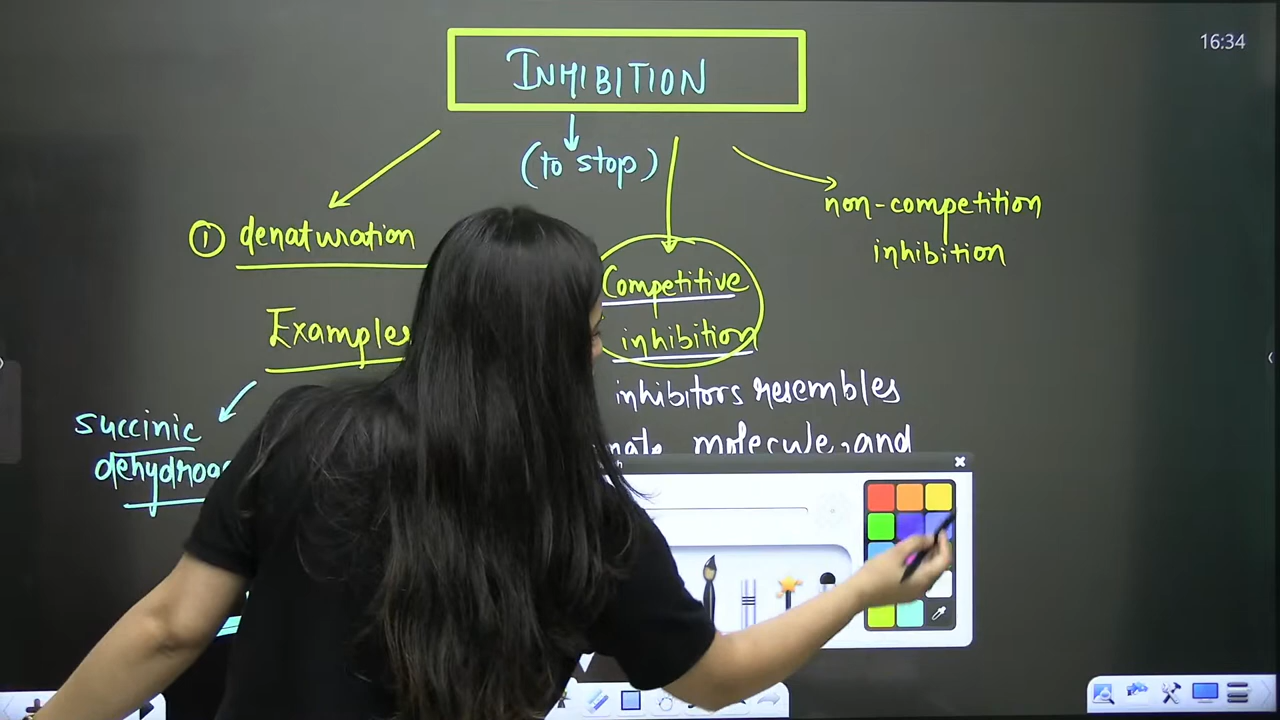 16:34
INHIBITION
(to stop)
① denaturation
Competitive
inhibition
non-competition
inhibition
Examples
inhibitors resembles
molecule, and
succinic